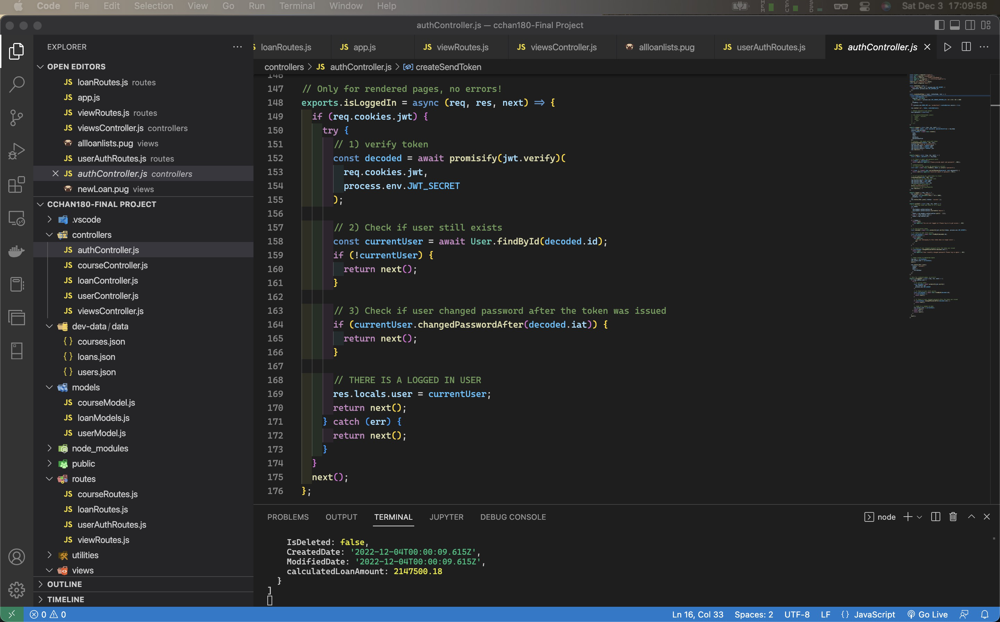 Code File Edit Selection View Go Run Terminal Window Help MEM CPU SSD Sat Dec 3 17:09:58
authController.js — cchan180-Final Project
EXPLORER
JS loanRoutes.js JS app.js JS viewRoutes.js JS viewsController.js allloanlists.pug JS userAuthRoutes.js JS authController.js
controllers > JS authController.js > createSendToken
OPEN EDITORS
JS loanRoutes.js routes
JS app.js
JS viewRoutes.js routes
JS viewsController.js controllers
allloanlists.pug views
JS userAuthRoutes.js routes
JS authController.js controllers
newLoan.pug views
CCHAN180-FINAL PROJECT
.vscode
controllers
JS authController.js
JS courseController.js
JS loanController.js
JS userController.js
JS viewsController.js
dev-data/data
{} courses.json
{} loans.json
{} users.json
models
JS courseModel.js
JS loanModels.js
JS userModel.js
node_modules
public
routes
JS courseRoutes.js
JS loanRoutes.js
JS userAuthRoutes.js
JS viewRoutes.js
utilities
views
OUTLINE
TIMELINE
146
147 // Only for rendered pages, no errors!
148 exports.isLoggedIn = async (req, res, next) => {
149 if (req.cookies.jwt) {
150 try {
151 // 1) verify token
152 const decoded = await promisify(jwt.verify)(
153 req.cookies.jwt,
154 process.env.JWT_SECRET
155 );
156
157 // 2) Check if user still exists
158 const currentUser = await User.findById(decoded.id);
159 if (!currentUser) {
160 return next();
161 }
162
163 // 3) Check if user changed password after the token was issued
164 if (currentUser.changedPasswordAfter(decoded.iat)) {
165 return next();
166 }
167
168 // THERE IS A LOGGED IN USER
169 res.locals.user = currentUser;
170 return next();
171 } catch (err) {
172 return next();
173 }
174 }
175 next();
176 };
PROBLEMS OUTPUT TERMINAL JUPYTER DEBUG CONSOLE node
IsDeleted: false,
CreatedDate: '2022-12-04T00:00:09.615Z',
ModifiedDate: '2022-12-04T00:00:09.615Z',
calculatedLoanAmount: 2147500.18
}
]
0 0 Ln 16, Col 33 Spaces: 2 UTF-8 LF {} JavaScript Go Live